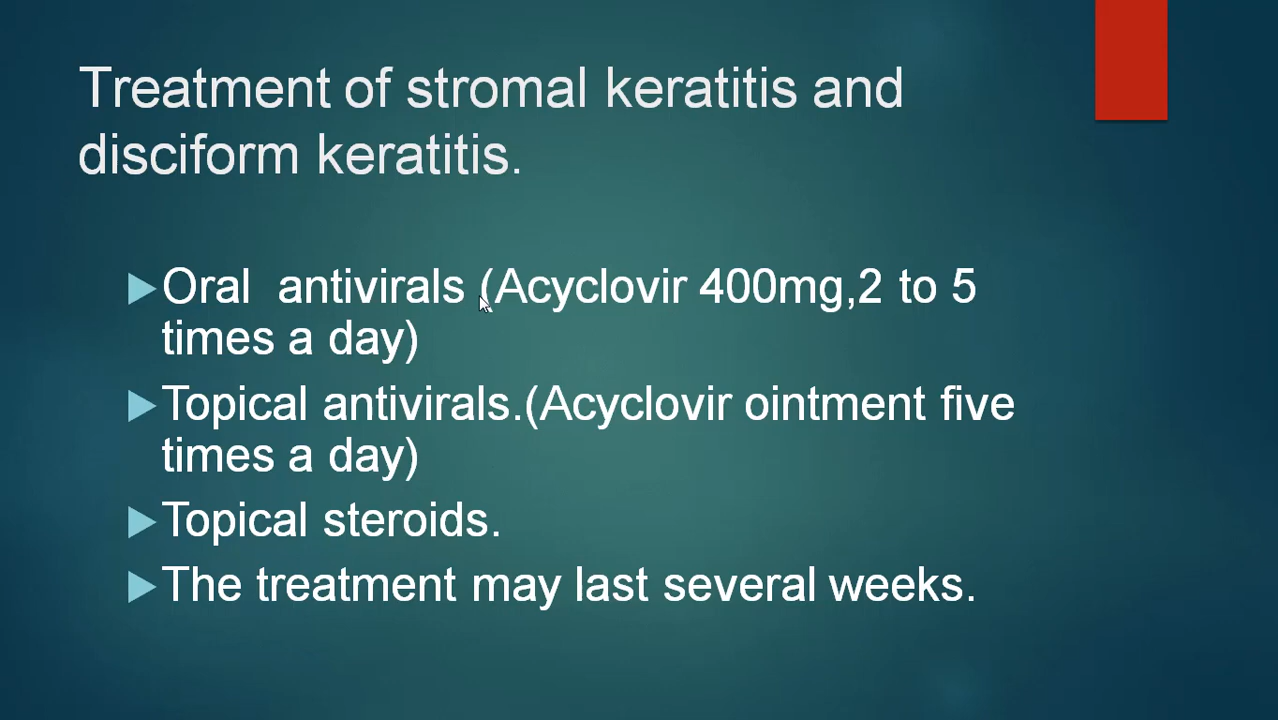 Treatment of stromal keratitis and
disciform keratitis.
Oral antivirals (Acyclovir 400mg,2 to 5
times a day)
Topical antivirals.(Acyclovir ointment five
times a day)
Topical steroids.
The treatment may last several weeks.